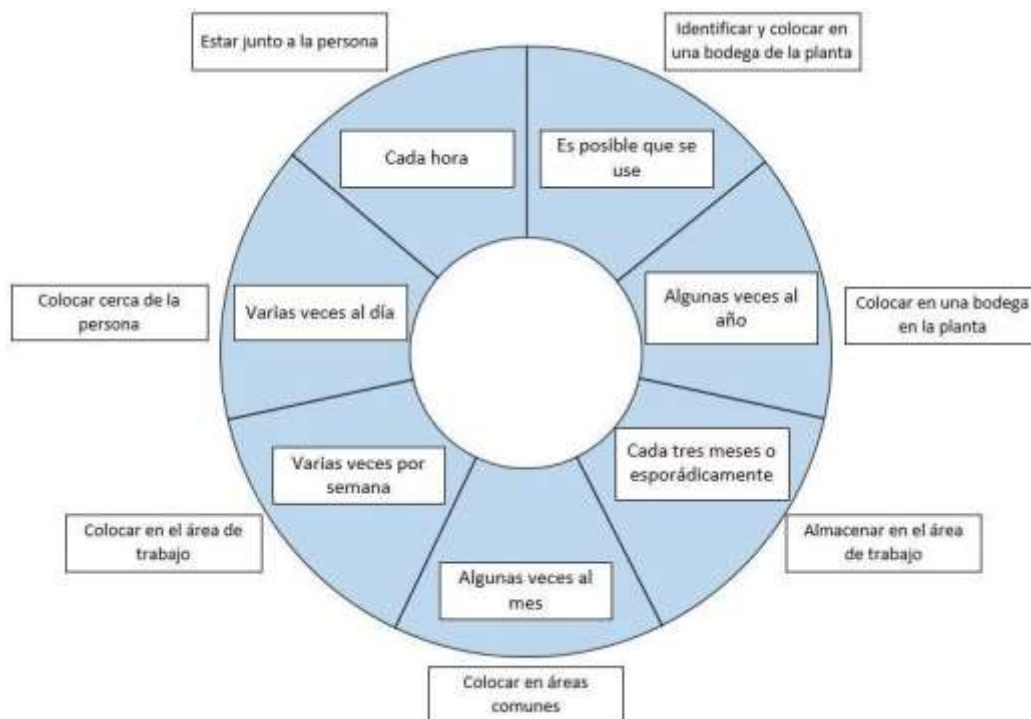 Estar junto a la persona
Identificar y colocar en
una bodega de la planta
Cada hora
Es posible que se
use
Colocar cerca de la
persona
Varias veces al día
Algunas veces al
año
Colocar en una bodega
en la planta
Varias veces por
semana
Cada tres meses o
esporádicamente
Colocar en el área de
trabajo
Almacenar en el área
de trabajo
Algunas veces al
mes
Colocar en áreas
comunes